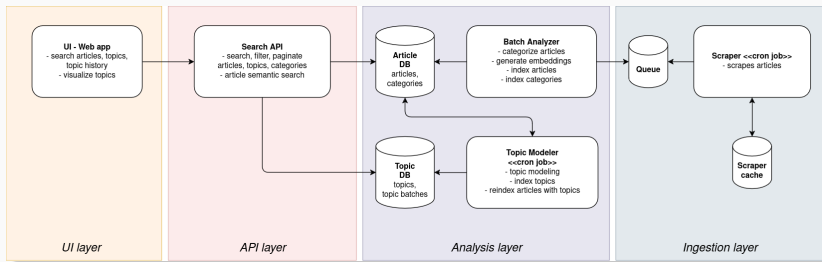 UI - Web app
- search articles, topics,
topic history
- visualize topics
Search API
- search, filter, paginate
articles, topics, categories
- article semantic search
Article
DB
articles,
categories
Batch Analyzer
- categorize articles
- generate embeddings
- index articles
- index categories
Queue
Scraper <<cron job>>
- scrapes articles
Topic
DB
topics,
topic batches
Topic Modeler
<<cron job>>
- topic modeling
- index topics
- reindex articles with topics
Scraper
cache
UI layer
API layer
Analysis layer
Ingestion layer